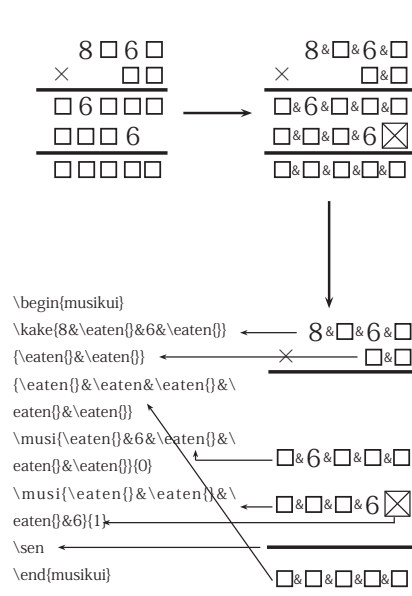 8□6□
×□□
□6□□□
□□□6
□□□□□
8&□&6&□
×□&□
□&6&□&□&□
□&□&□&6☒
□&□&□&□&□
\begin{musikui}
\kake{8&\eaten{}&6&\eaten{}}
{\eaten{}&\eaten{}}
{\eaten{}&\eaten&\eaten{}&\
eaten{}&\eaten{}}
\musi{\eaten{}&6&\eaten{}&\
eaten{}&\eaten{}}{0}
\musi{\eaten{}&\eaten{}&\
eaten{}&6}{1}
\sen
\end{musikui}
8&□&6&□
×□&□
□&6&□&□&□
□&□&□&6☒
□&□&□&□&□